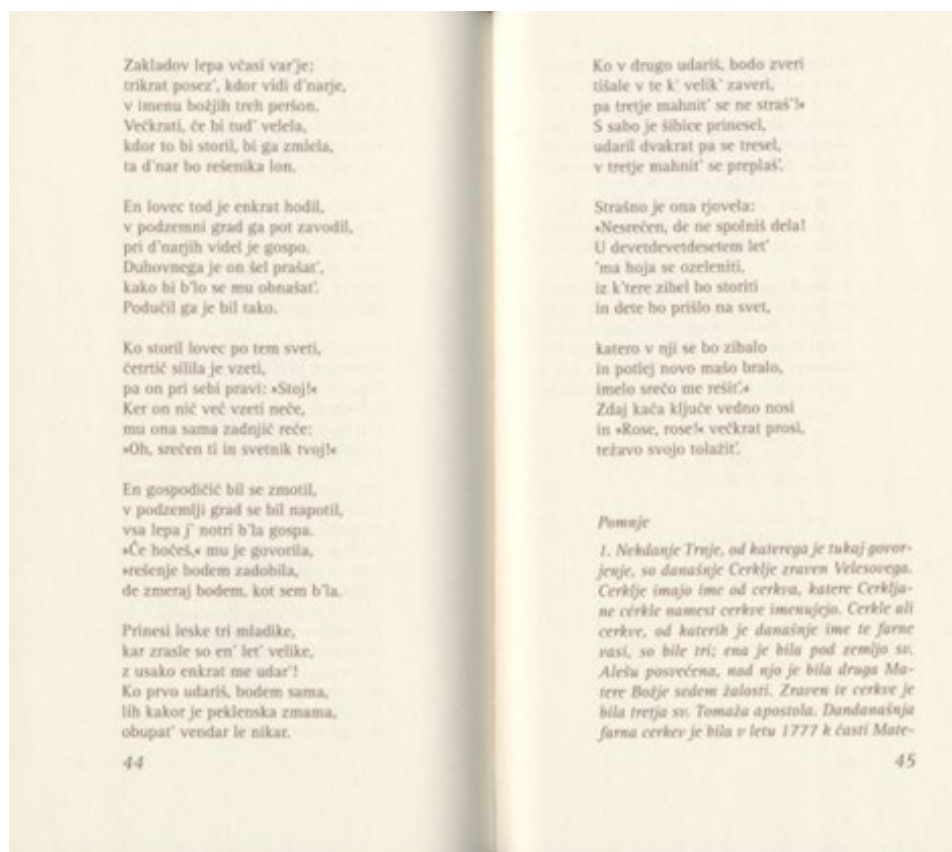 Zakladov lepa včasi var'je;
trikrat posez', kdor vidi d'narje,
v imenu božjih treh peršon.
Večkrati, če bi tud' velela,
kdor to bi storil, bi ga zmlela,
ta d'nar bo rešenika lon.
En lovec tod je enkrat hodil,
v podzemni grad ga pot zavodil,
pri d'narjih videl je gospo.
Duhovnega je on šel prašat',
kako bi b'lo se mu obnašat'.
Podučil ga je bil tako.
Ko storil lovec po tem sveti,
četrtič silila je vzeti,
pa on pri sebi pravi: »Stoj!«
Ker on nič več vzeti neče,
mu ona sama zadnjič reče:
»Oh, srečen ti in svetnik tvoj!«
En gospodičič bil se zmotil,
v podzemlji grad se bil napotil,
vsa lepa j' notri b'la gospa.
»Če hočeš,« mu je govorila,
»rešenje bodem zadobila,
de zmeraj bodem, kot sem b'la.
Prinesi leske tri mladike,
kar zrasle so en' let' velike,
z usako enkrat me udar'!
Ko prvo udariš, bodem sama,
lih kakor je peklenska zmama,
obupat' vendar le nikar.
44
Ko v drugo udariš, bodo zveri
tišale v te k' velik' zaveri,
pa tretje mahnit' se ne straš'!«
S sabo je šibice prinesel,
udaril dvakrat pa se tresel,
v tretje mahnit' se preplaš'.
Strašno je ona rjovela:
»Nesrečen, de ne spolniš dela!
U devetdevetdesetem let'
'ma hoja se ozeleniti,
iz k'tere zibel bo storiti
in dete bo prišlo na svet,
katero v nji se bo zibalo
in potlej novo mašo bralo,
imelo srečo me rešit'.«
Zdaj kača ključe vedno nosi
in »Rose, rose!« večkrat prosi,
težavo svojo tolažit'.
Pomnje
1. Nekdanje Trnje, od katerega je tukaj govor-
jenje, so današnje Cerklje zraven Velesovega.
Cerklje imajo ime od cerkva, katere Cerklja-
ne cérkle namest cerkve imenujejo. Cerkle ali
cerkve, od katerih je današnje ime te farne
vasi, so bile tri; ena je bila pod zemljo sv.
Alešu posvečena, nad njo je bila druga Ma-
tere Božje sedem žalosti. Zraven te cerkve je
bila tretja sv. Tomaža apostola. Dandanašnja
farna cerkev je bila v letu 1777 k časti Mate-
45